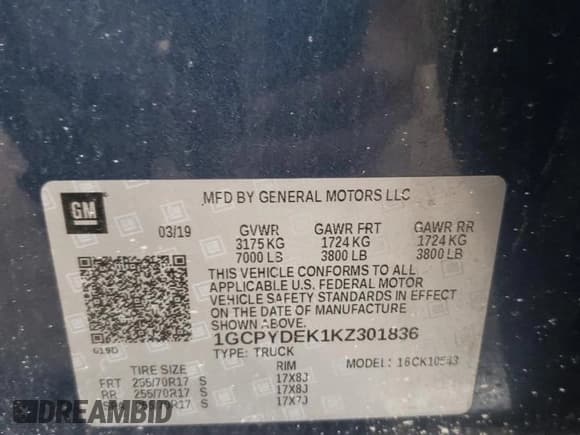 GM
MFD BY GENERAL MOTORS LLC
03/19 GVWR GAWR FRT GAWR RR
3175 KG 1724 KG 1724 KG
7000 LB 3800 LB 3800 LB
THIS VEHICLE CONFORMS TO ALL
APPLICABLE U.S. FEDERAL MOTOR
VEHICLE SAFETY STANDARDS IN EFFECT
ON THE DATE OF MANUFACTURE
SHOWN ABOVE.
619D 1GCPYDEK1KZ301836
TYPE: TRUCK MODEL: 16CK10543
TIRE SIZE RIM
FRT 255/70R17 S 17X8J
RR 255/70R17 S 17X8J
70R17 S 17X7J
DREAMBID